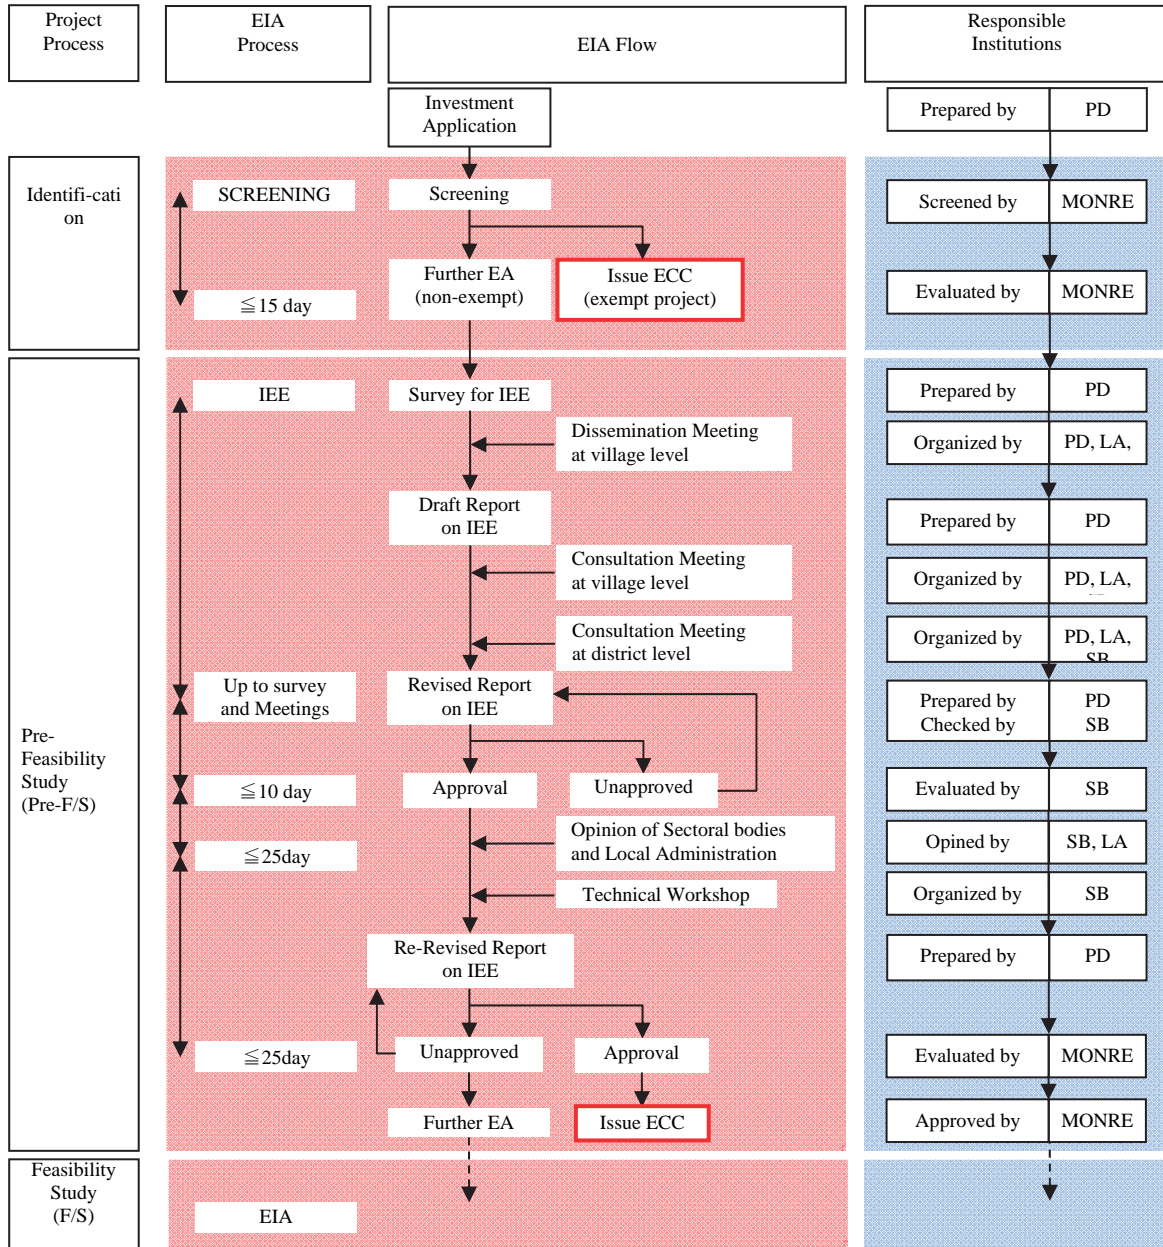 Project
Process
EIA
Process
EIA Flow
Responsible
Institutions
Investment
Application
Prepared by
PD
Identifi-cati
on
SCREENING
Screening
Screened by
MONRE
Further EA
(non-exempt)
Issue ECC
(exempt project)
Evaluated by
MONRE
≦15 day
IEE
Survey for IEE
Prepared by
PD
Dissemination Meeting
at village level
Organized by
PD, LA,
Draft Report
on IEE
Prepared by
PD
Consultation Meeting
at village level
Organized by
PD, LA,
Consultation Meeting
at district level
Organized by
PD, LA,
SB
Up to survey
and Meetings
Revised Report
on IEE
Prepared by
Checked by
PD
SB
Pre-
Feasibility
Study
(Pre-F/S)
≦10 day
Approval
Unapproved
Evaluated by
SB
≦25day
Opinion of Sectoral bodies
and Local Administration
Opined by
SB, LA
Technical Workshop
Organized by
SB
Re-Revised Report
on IEE
Prepared by
PD
≦25day
Unapproved
Approval
Evaluated by
MONRE
Further EA
Issue ECC
Approved by
MONRE
Feasibility
Study
(F/S)
EIA